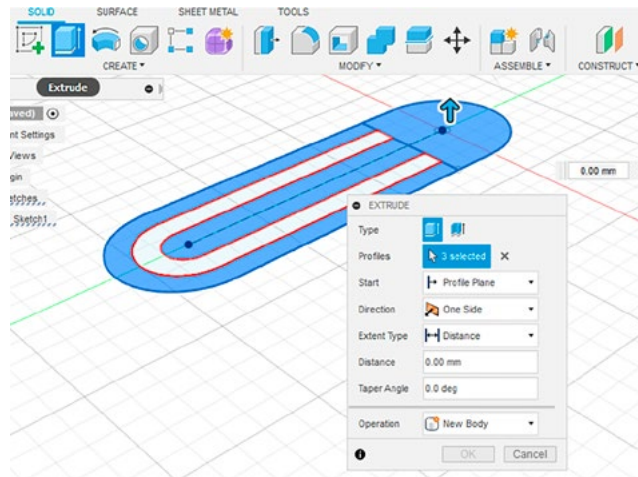 SOLID SURFACE SHEET METAL TOOLS
CREATE MODIFY ASSEMBLE CONSTRUCT
Extrude
ved)
nt Settings
Views
gin
etches
Sketch1
0.00 mm
EXTRUDE
Type
Profiles 3 selected
Start Profile Plane
Direction One Side
Extent Type Distance
Distance 0.00 mm
Taper Angle 0.0 deg
Operation New Body
OK Cancel